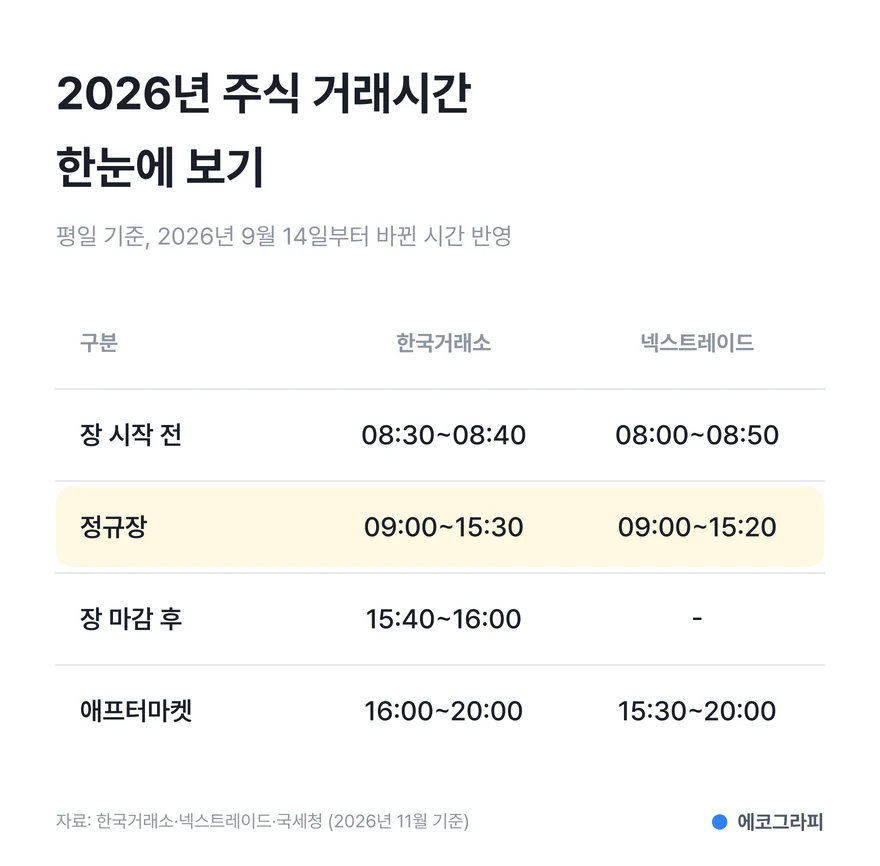 2026년 주식 거래시간
한눈에 보기
평일 기준, 2026년 9월 14일부터 바뀐 시간 반영
구분 한국거래소 넥스트레이드
장 시작 전 08:30~08:40 08:00~08:50
정규장 09:00~15:30 09:00~15:20
장 마감 후 15:40~16:00 -
애프터마켓 16:00~20:00 15:30~20:00
자료: 한국거래소·넥스트레이드·국세청 (2026년 11월 기준) 에코그라피